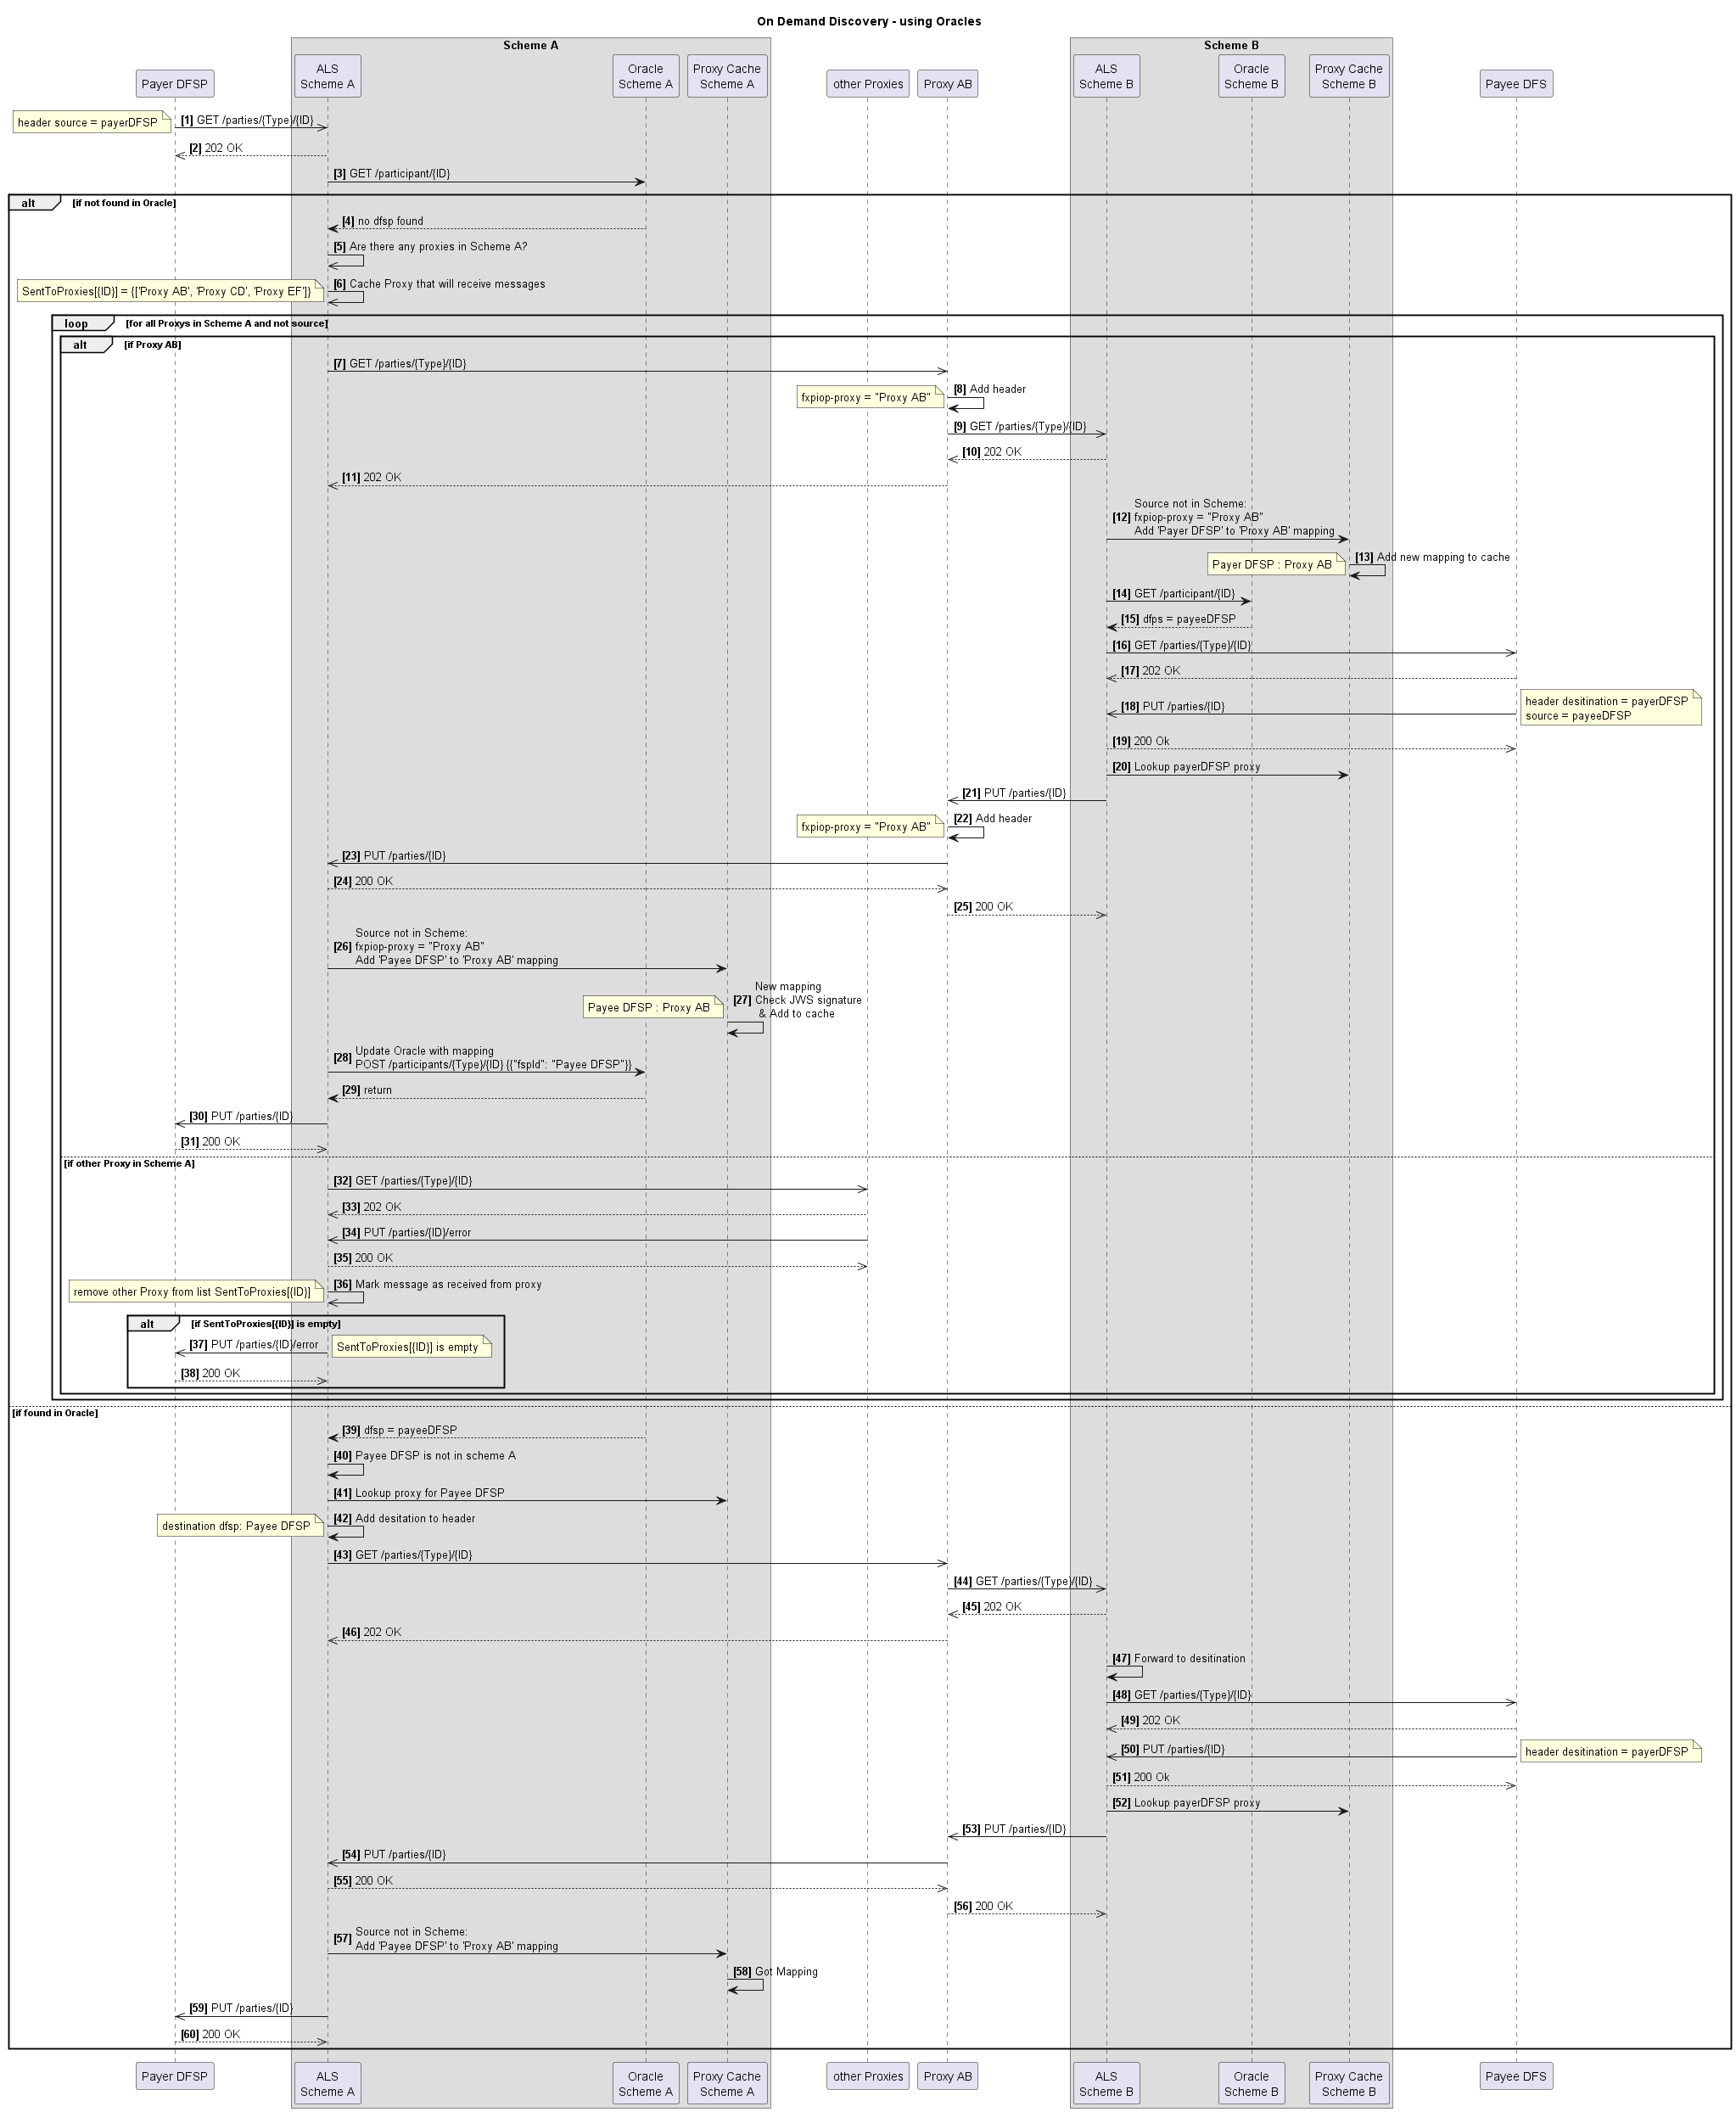 On Demand Discovery - using Oracles
Scheme A
Scheme B
Payer DFSP
ALS
Scheme A
Oracle
Scheme A
Proxy Cache
Scheme A
other Proxies
Proxy AB
ALS
Scheme B
Oracle
Scheme B
Proxy Cache
Scheme B
Payee DFS
header source = payerDFSP
[1] GET /parties/{Type}/{ID}
[2] 202 OK
[3] GET /participant/{ID}
alt [if not found in Oracle]
[4] no dfsp found
[5] Are there any proxies in Scheme A?
SentToProxies[{ID}] = {['Proxy AB', 'Proxy CD', 'Proxy EF']}
[6] Cache Proxy that will receive messages
loop [for all Proxys in Scheme A and not source]
alt [if Proxy AB]
[7] GET /parties/{Type}/{ID}
fxpiop-proxy = "Proxy AB"
[8] Add header
[9] GET /parties/{Type}/{ID}
[10] 202 OK
[11] 202 OK
Source not in Scheme:
[12] fxpiop-proxy = "Proxy AB"
Add 'Payer DFSP' to 'Proxy AB' mapping
Payer DFSP : Proxy AB
[13] Add new mapping to cache
[14] GET /participant/{ID}
[15] dfps = payeeDFSP
[16] GET /parties/{Type}/{ID}
[17] 202 OK
[18] PUT /parties/{ID}
header desitination = payerDFSP
source = payeeDFSP
[19] 200 Ok
[20] Lookup payerDFSP proxy
[21] PUT /parties/{ID}
fxpiop-proxy = "Proxy AB"
[22] Add header
[23] PUT /parties/{ID}
[24] 200 OK
[25] 200 OK
Source not in Scheme:
[26] fxpiop-proxy = "Proxy AB"
Add 'Payee DFSP' to 'Proxy AB' mapping
Payee DFSP : Proxy AB
New mapping
[27] Check JWS signature
& Add to cache
[28] Update Oracle with mapping
POST /participants/{Type}/{ID} {{"fspId": "Payee DFSP"}}
[29] return
[30] PUT /parties/{ID}
[31] 200 OK
[if other Proxy in Scheme A]
[32] GET /parties/{Type}/{ID}
[33] 202 OK
[34] PUT /parties/{ID}/error
[35] 200 OK
remove other Proxy from list SentToProxies[{ID}]
[36] Mark message as received from proxy
alt [if SentToProxies[{ID}] is empty]
[37] PUT /parties/{ID}/error
SentToProxies[{ID}] is empty
[38] 200 OK
[if found in Oracle]
[39] dfsp = payeeDFSP
[40] Payee DFSP is not in scheme A
[41] Lookup proxy for Payee DFSP
destination dfsp: Payee DFSP
[42] Add desitation to header
[43] GET /parties/{Type}/{ID}
[44] GET /parties/{Type}/{ID}
[45] 202 OK
[46] 202 OK
[47] Forward to desitination
[48] GET /parties/{Type}/{ID}
[49] 202 OK
[50] PUT /parties/{ID}
header desitination = payerDFSP
[51] 200 Ok
[52] Lookup payerDFSP proxy
[53] PUT /parties/{ID}
[54] PUT /parties/{ID}
[55] 200 OK
[56] 200 OK
[57] Source not in Scheme:
Add 'Payee DFSP' to 'Proxy AB' mapping
[58] Got Mapping
[59] PUT /parties/{ID}
[60] 200 OK
Payer DFSP
ALS
Scheme A
Oracle
Scheme A
Proxy Cache
Scheme A
other Proxies
Proxy AB
ALS
Scheme B
Oracle
Scheme B
Proxy Cache
Scheme B
Payee DFS